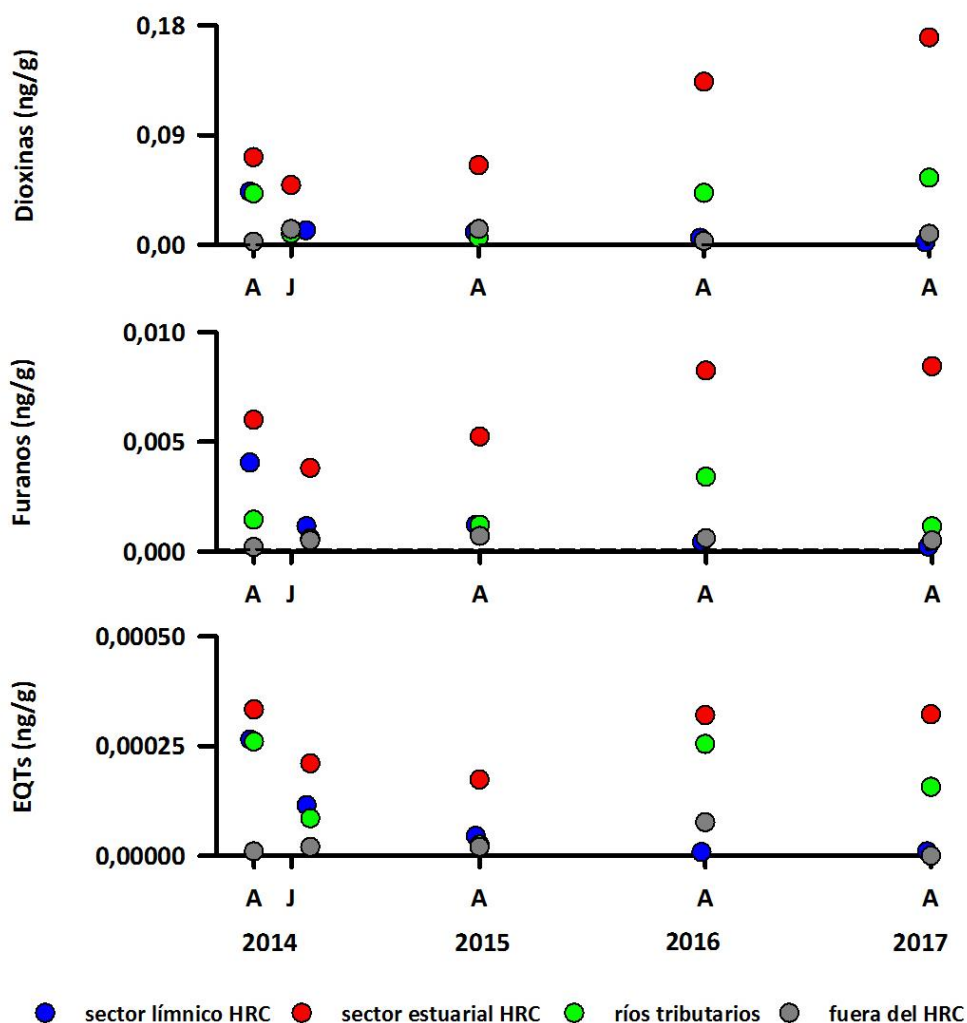 Dioxinas (ng/g)
0,18
0,09
0,00
A J A A A
Furanos (ng/g)
0,010
0,005
0,000
A J A A A
EQTs (ng/g)
0,00050
0,00025
0,00000
A J A A A
2014 2015 2016 2017
sector límnico HRC sector estuarial HRC ríos tributarios fuera del HRC